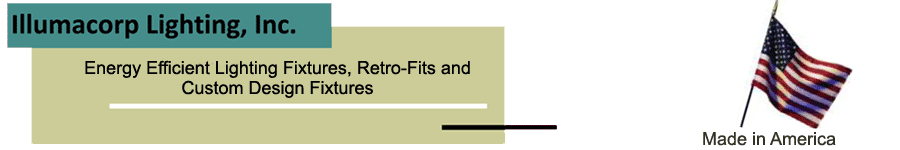 Illumacorp Lighting, Inc.
Energy Efficient Lighting Fixtures, Retro-Fits and
Custom Design Fixtures
Made in America